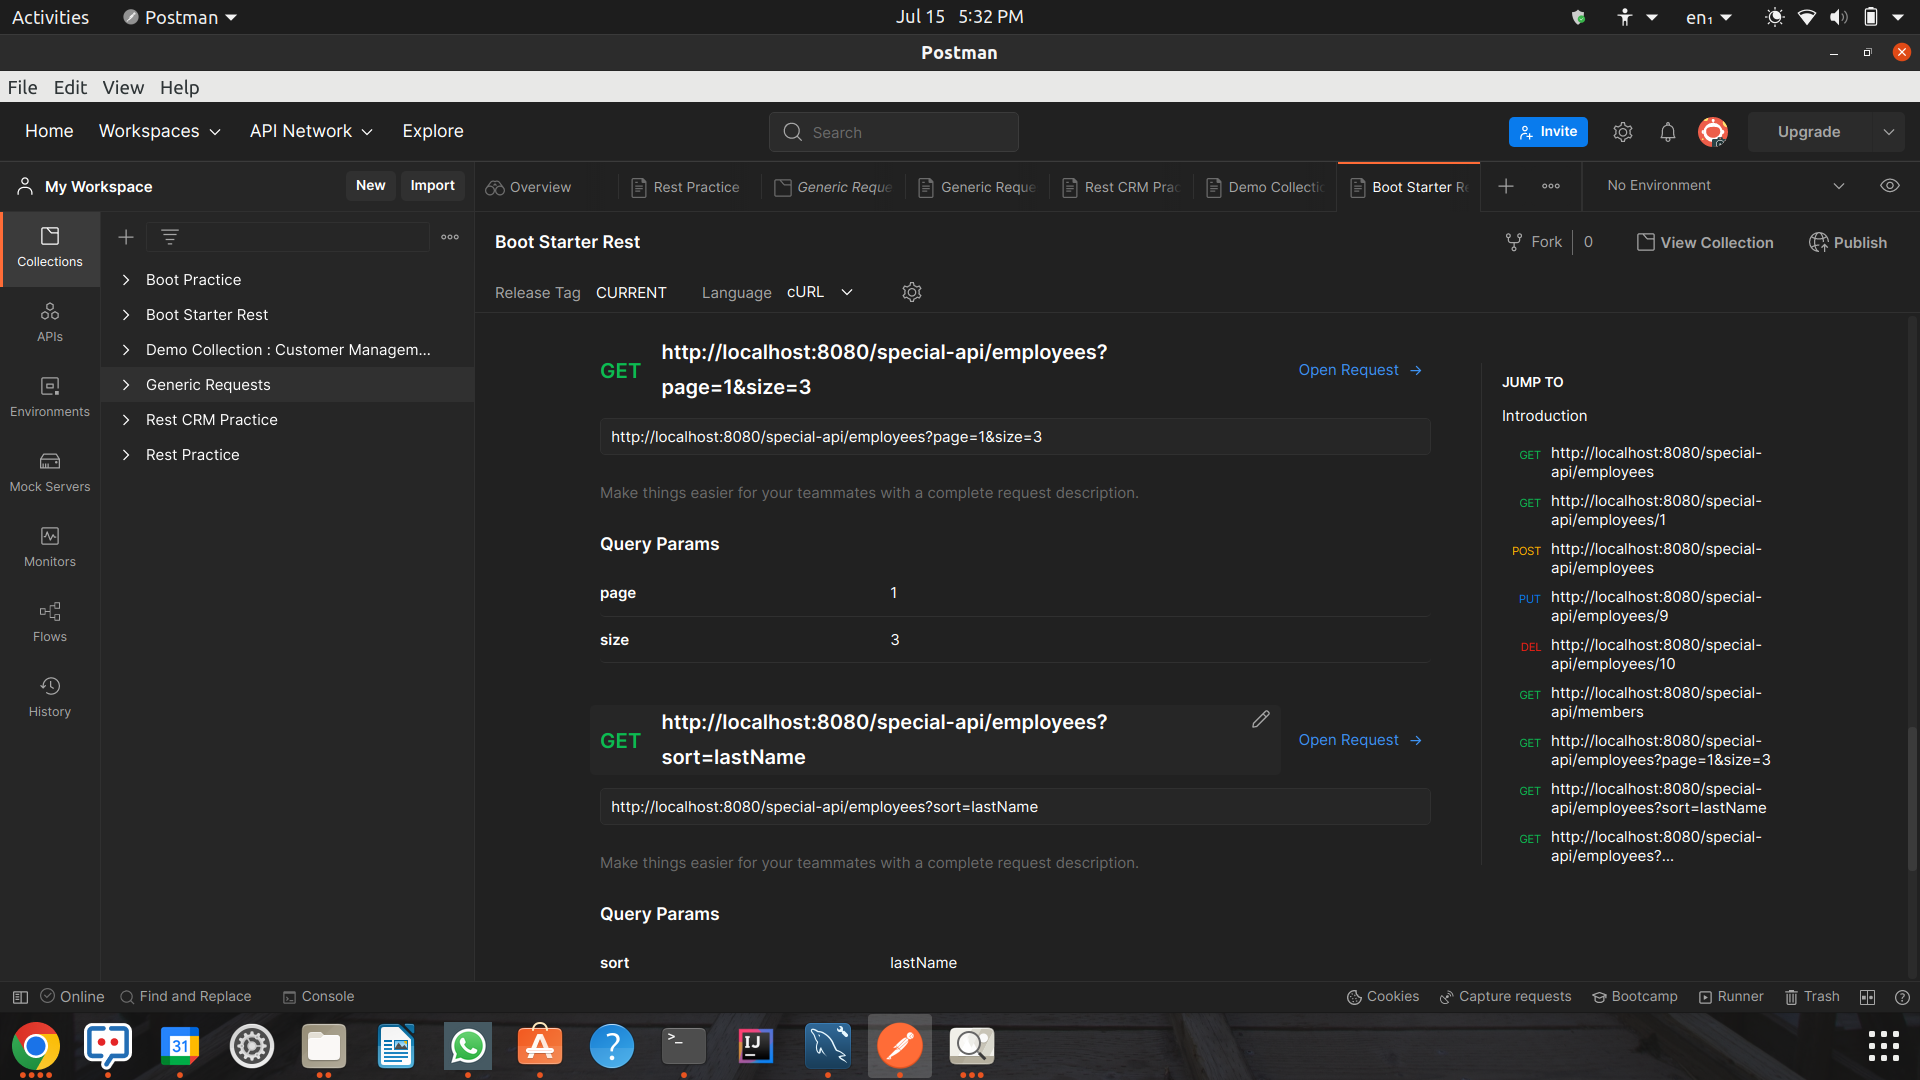 Activities Postman Jul 15 5:32 PM en₁
Postman
File Edit View Help
Home Workspaces API Network Explore Search Invite Upgrade
My Workspace New Import Overview Rest Practice Generic Reque Generic Reque Rest CRM Prac Demo Collectic Boot Starter Re No Environment
Collections
APIs
Environments
Mock Servers
Monitors
Flows
History
Boot Practice
Boot Starter Rest
Demo Collection : Customer Managem...
Generic Requests
Rest CRM Practice
Rest Practice
Boot Starter Rest Fork 0 View Collection Publish
Release Tag CURRENT Language cURL
GET http://localhost:8080/special-api/employees?
page=1&size=3
Open Request →
http://localhost:8080/special-api/employees?page=1&size=3
Make things easier for your teammates with a complete request description.
Query Params
page 1
size 3
GET http://localhost:8080/special-api/employees?
sort=lastName
Open Request →
http://localhost:8080/special-api/employees?sort=lastName
Make things easier for your teammates with a complete request description.
Query Params
sort lastName
JUMP TO
Introduction
GET http://localhost:8080/special-
api/employees
GET http://localhost:8080/special-
api/employees/1
POST http://localhost:8080/special-
api/employees
PUT http://localhost:8080/special-
api/employees/9
DEL http://localhost:8080/special-
api/employees/10
GET http://localhost:8080/special-
api/members
GET http://localhost:8080/special-
api/employees?page=1&size=3
GET http://localhost:8080/special-
api/employees?sort=lastName
GET http://localhost:8080/special-
api/employees?...
Online Find and Replace Console Cookies Capture requests Bootcamp Runner Trash
31
IJ